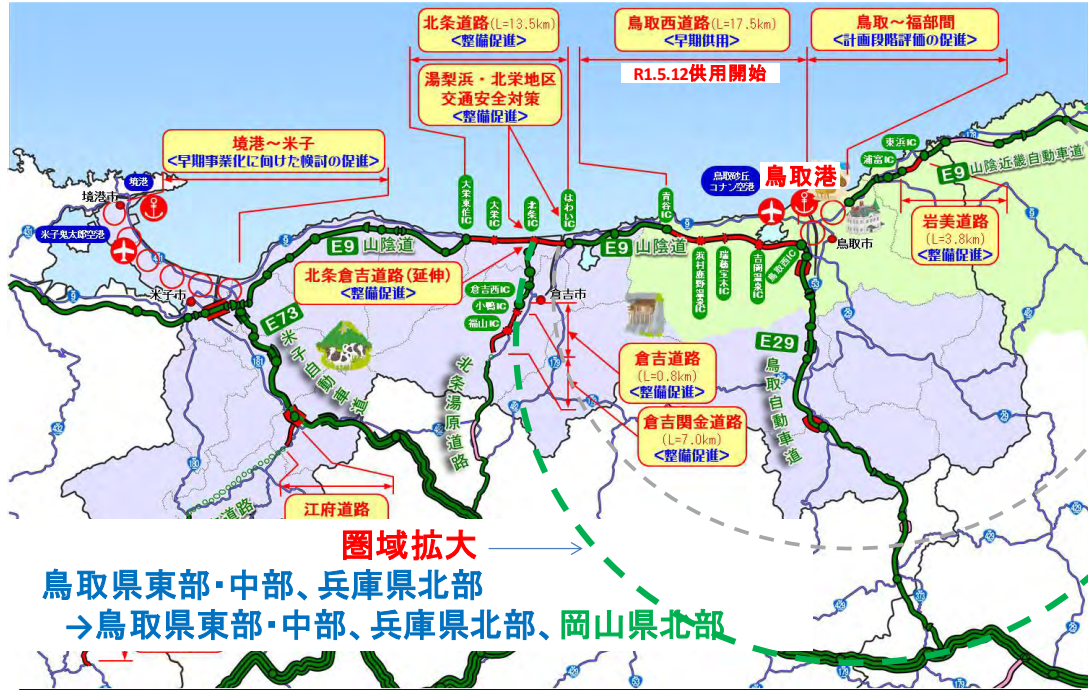 北条道路(L=13.5km)
<整備促進>
鳥取西道路(L=17.5km)
<早期供用>
鳥取～福部間
<計画段階評価の促進>
R1.5.12供用開始
湯梨浜・北栄地区
交通安全対策
<整備促進>
境港～米子
<早期事業化に向けた検討の促進>
境港
境港市
米子鬼太郎空港
米子市
大栄東伯IC
大栄IC
北条IC
はわいIC
青谷IC
鳥取砂丘
コナン空港
鳥取港
浦富IC
東浜IC
178
E9 山陰近畿自動車道
鳥取市
岩美道路
(L=3.8km)
<整備促進>
E9 山陰道
E9 山陰道
浜村鹿野温泉IC
瑞穂宝木IC
吉岡温泉IC
鳥取西IC
北条倉吉道路(延伸)
<整備促進>
倉吉西IC
小鴨IC
福山IC
倉吉市
E73
米子自動車道
北条湯原道路
倉吉道路
(L=0.8km)
<整備促進>
倉吉関金道路
(L=7.0km)
<整備促進>
E29
鳥取自動車道
53
181
180
179
江府道路
圏域拡大
鳥取県東部・中部、兵庫県北部
→鳥取県東部・中部、兵庫県北部、岡山県北部